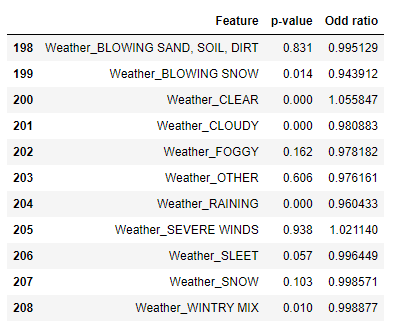 Feature p-value Odd ratio
198 Weather_BLOWING SAND, SOIL, DIRT 0.831 0.995129
199 Weather_BLOWING SNOW 0.014 0.943912
200 Weather_CLEAR 0.000 1.055847
201 Weather_CLOUDY 0.000 0.980883
202 Weather_FOGGY 0.162 0.978182
203 Weather_OTHER 0.606 0.976161
204 Weather_RAINING 0.000 0.960433
205 Weather_SEVERE WINDS 0.938 1.021140
206 Weather_SLEET 0.057 0.996449
207 Weather_SNOW 0.103 0.998571
208 Weather_WINTRY MIX 0.010 0.998877